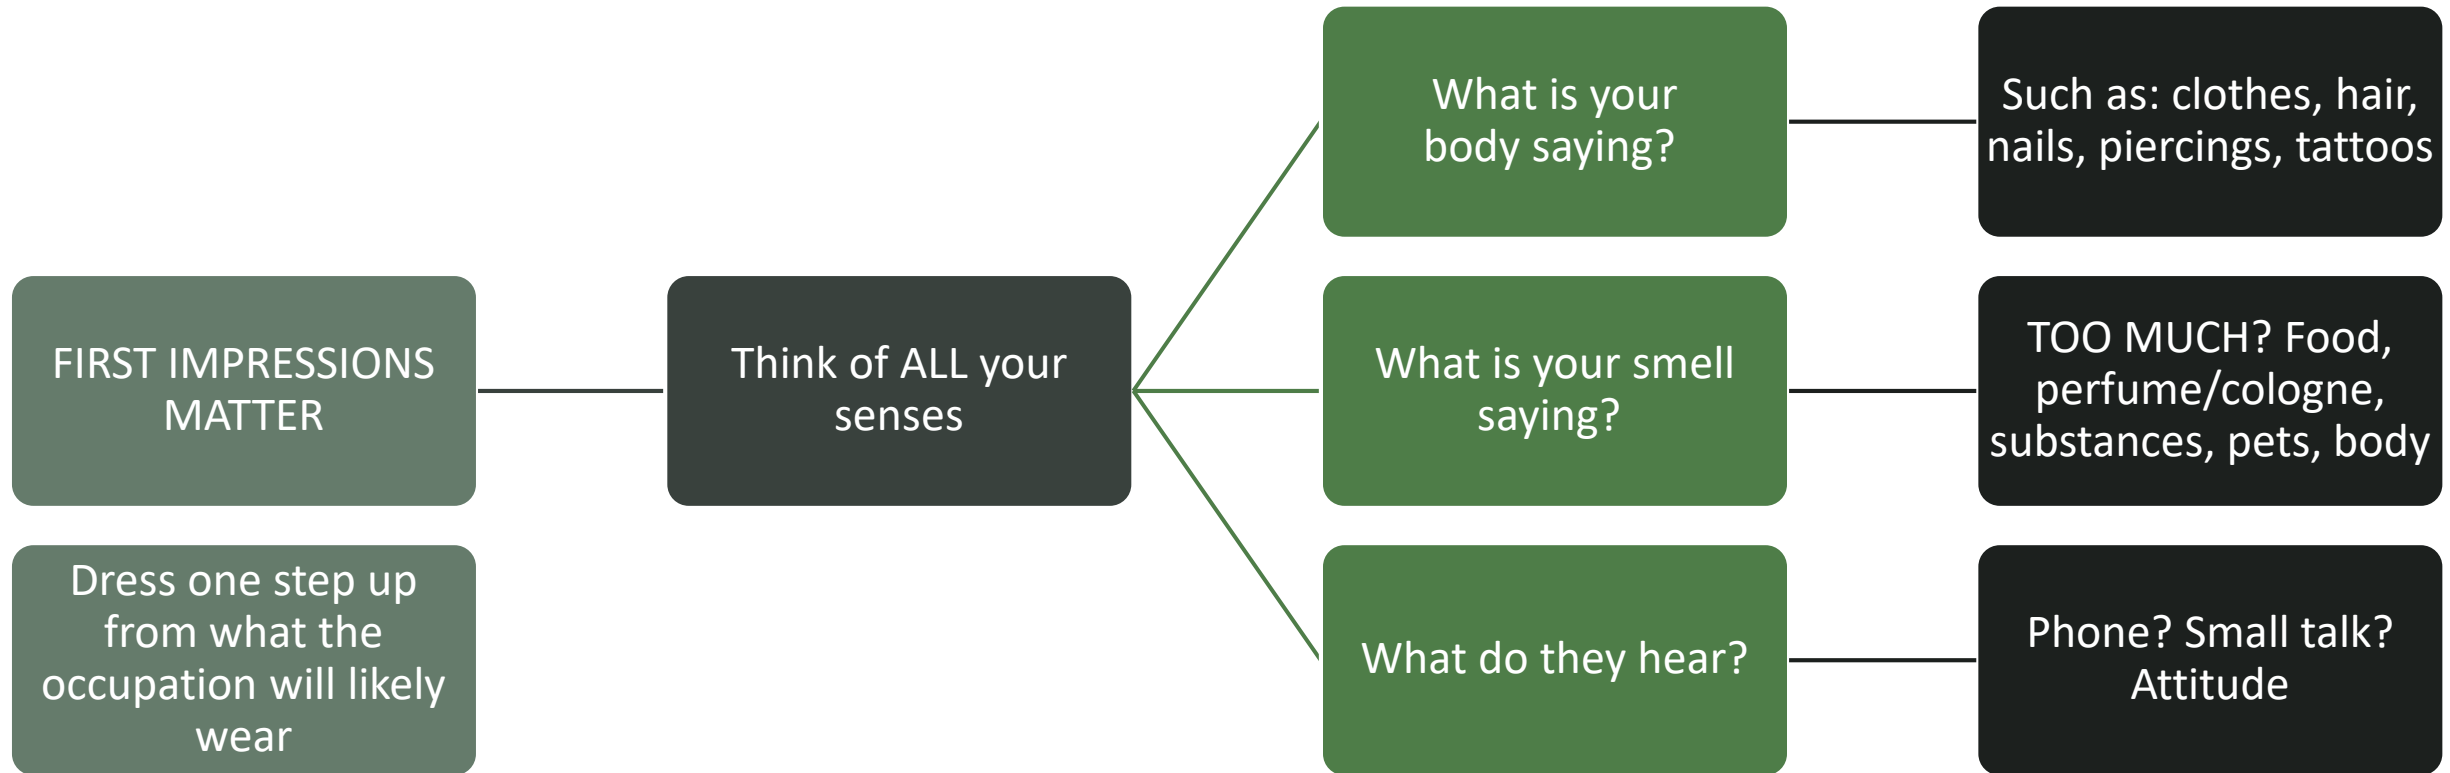 FIRST IMPRESSIONS
MATTER
Dress one step up
from what the
occupation will likely
wear
Think of ALL your
senses
What is your
body saying?
Such as: clothes, hair,
nails, piercings, tattoos
What is your smell
saying?
TOO MUCH? Food,
perfume/cologne,
substances, pets, body
What do they hear?
Phone? Small talk?
Attitude